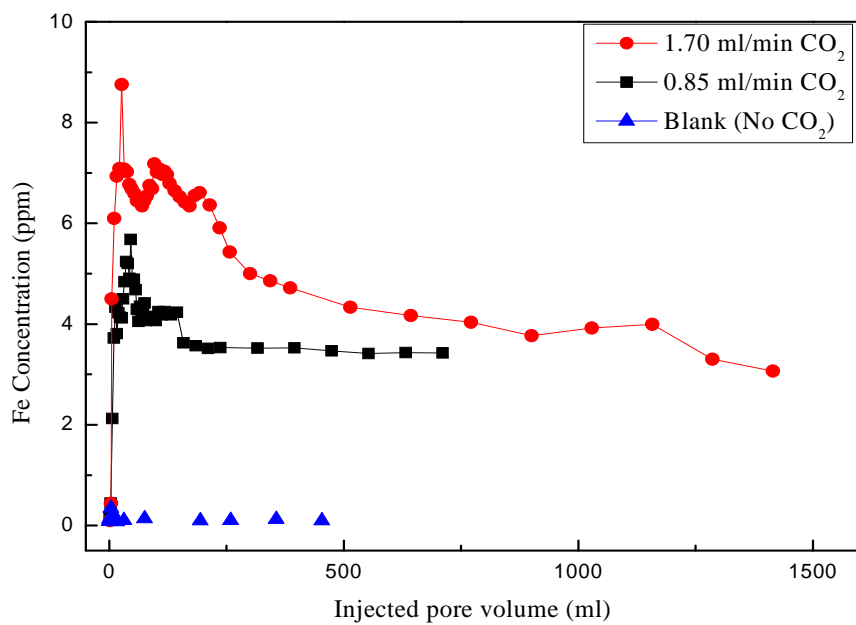 10
8
6
4
2
0
Fe Concentration (ppm)
1.70 ml/min CO₂
0.85 ml/min CO₂
Blank (No CO₂)
0 500 1000 1500
Injected pore volume (ml)